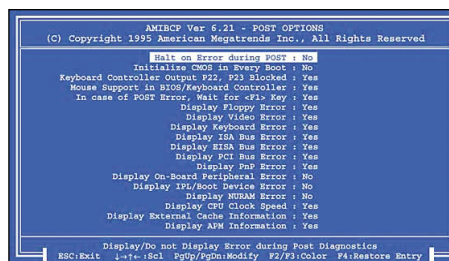 AMIBCP Ver 6.21 - POST OPTIONS
(C) Copyright 1995 American Megatrends Inc., All Rights Reserved
Halt on Error during POST : No
Initialize CMOS in Every Boot : No
Keyboard Controller Output P22, P23 Blocked : Yes
Mouse Support in BIOS/Keyboard Controller : Yes
In case of POST Error, Wait for <F1> Key : Yes
Display Floppy Error : Yes
Display Video Error : Yes
Display Keyboard Error : Yes
Display ISA Bus Error : Yes
Display EISA Bus Error : Yes
Display PCI Bus Error : Yes
Display PnP Error : Yes
Display On-Board Peripheral Error : No
Display IPL/Boot Device Error : No
Display NURAM Error : No
Display CPU Clock Speed : Yes
Display External Cache Information : Yes
Display APM Information : Yes
Display/Do not Display Error during Post Diagnostics
ESC:Exit ↓→↑←:Scl PgUp/PgDn:Modify F2/F3:Color F4:Restore Entry